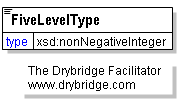 FiveLevelType
type xsd:nonNegativeInteger
The Drybridge Facilitator
www.drybridge.com